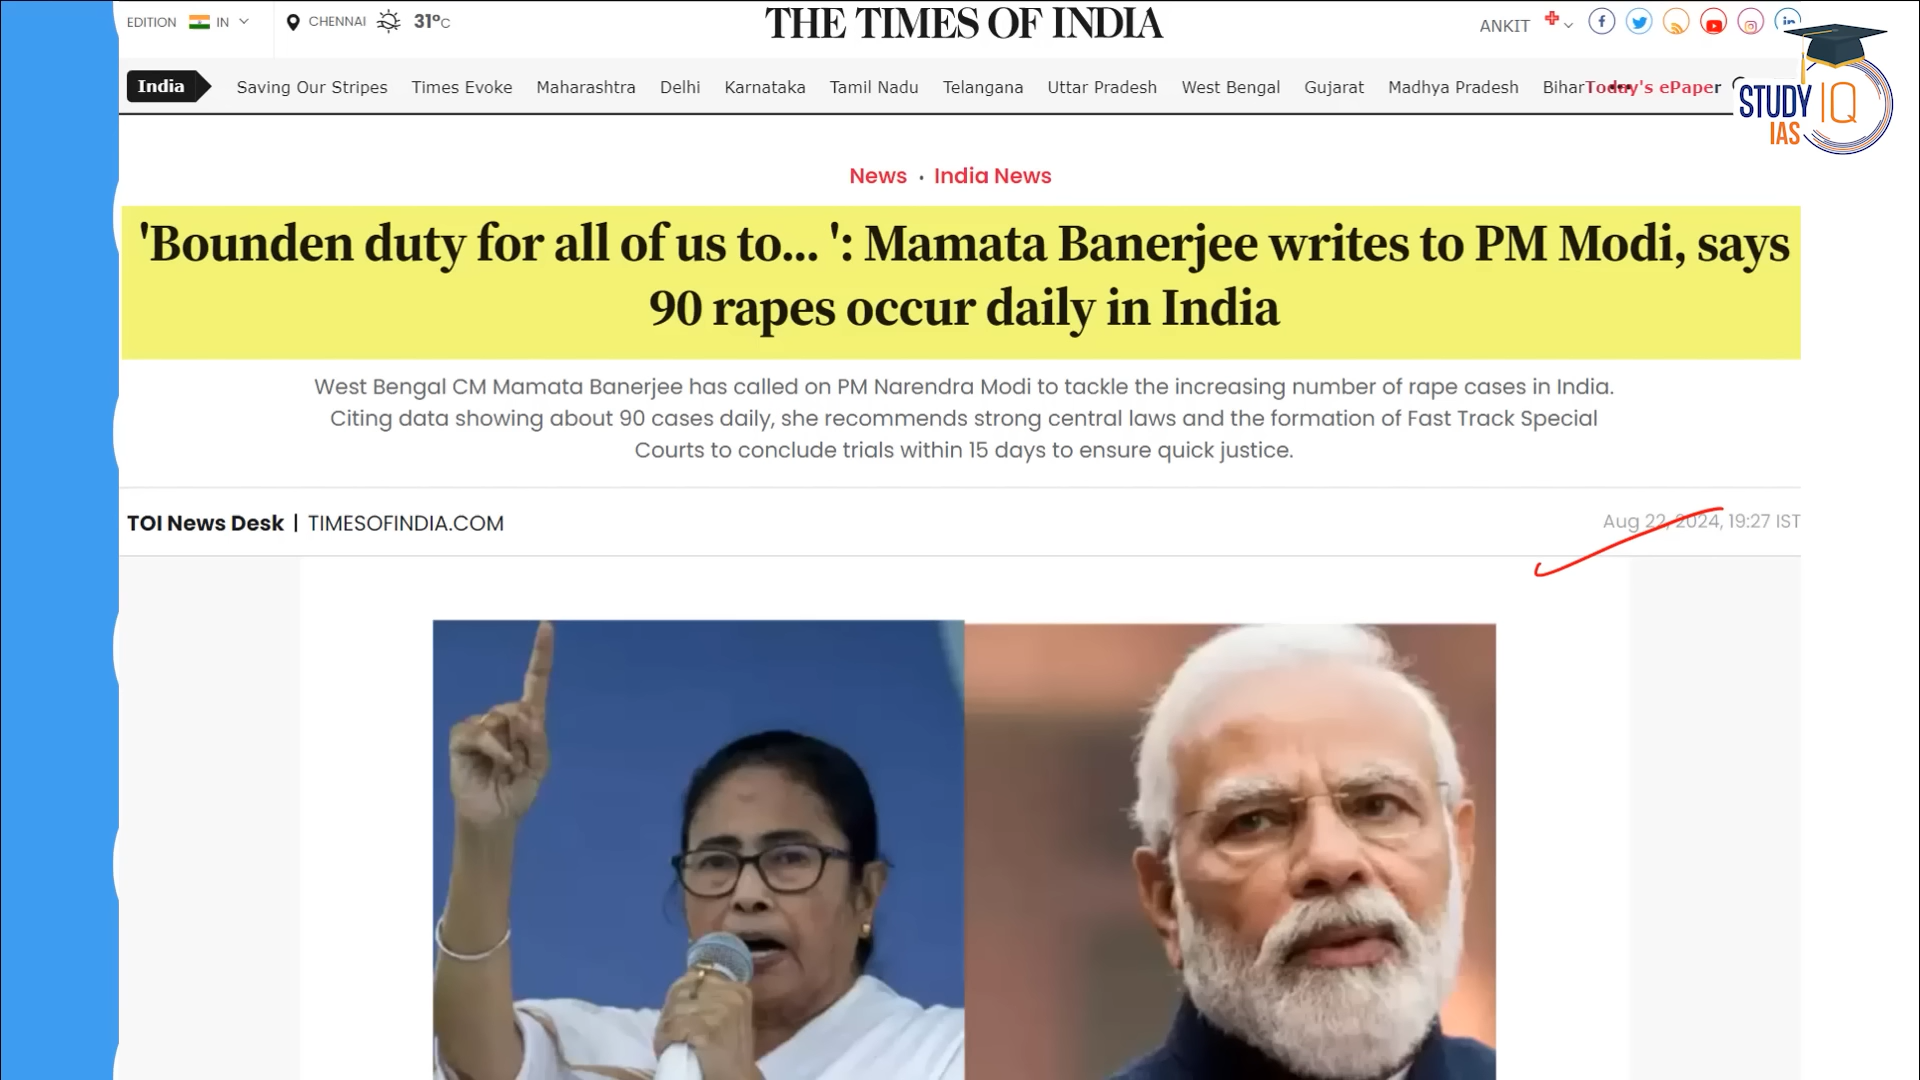 EDITION IN
CHENNAI 31°C
THE TIMES OF INDIA
ANKIT
India Saving Our Stripes Times Evoke Maharashtra Delhi Karnataka Tamil Nadu Telangana Uttar Pradesh West Bengal Gujarat Madhya Pradesh Bihar Today's ePaper
STUDY IQ
IAS
News • India News
'Bounden duty for all of us to... ': Mamata Banerjee writes to PM Modi, says
90 rapes occur daily in India
West Bengal CM Mamata Banerjee has called on PM Narendra Modi to tackle the increasing number of rape cases in India.
Citing data showing about 90 cases daily, she recommends strong central laws and the formation of Fast Track Special
Courts to conclude trials within 15 days to ensure quick justice.
TOI News Desk | TIMESOFINDIA.COM
Aug 22, 2024, 19:27 IST